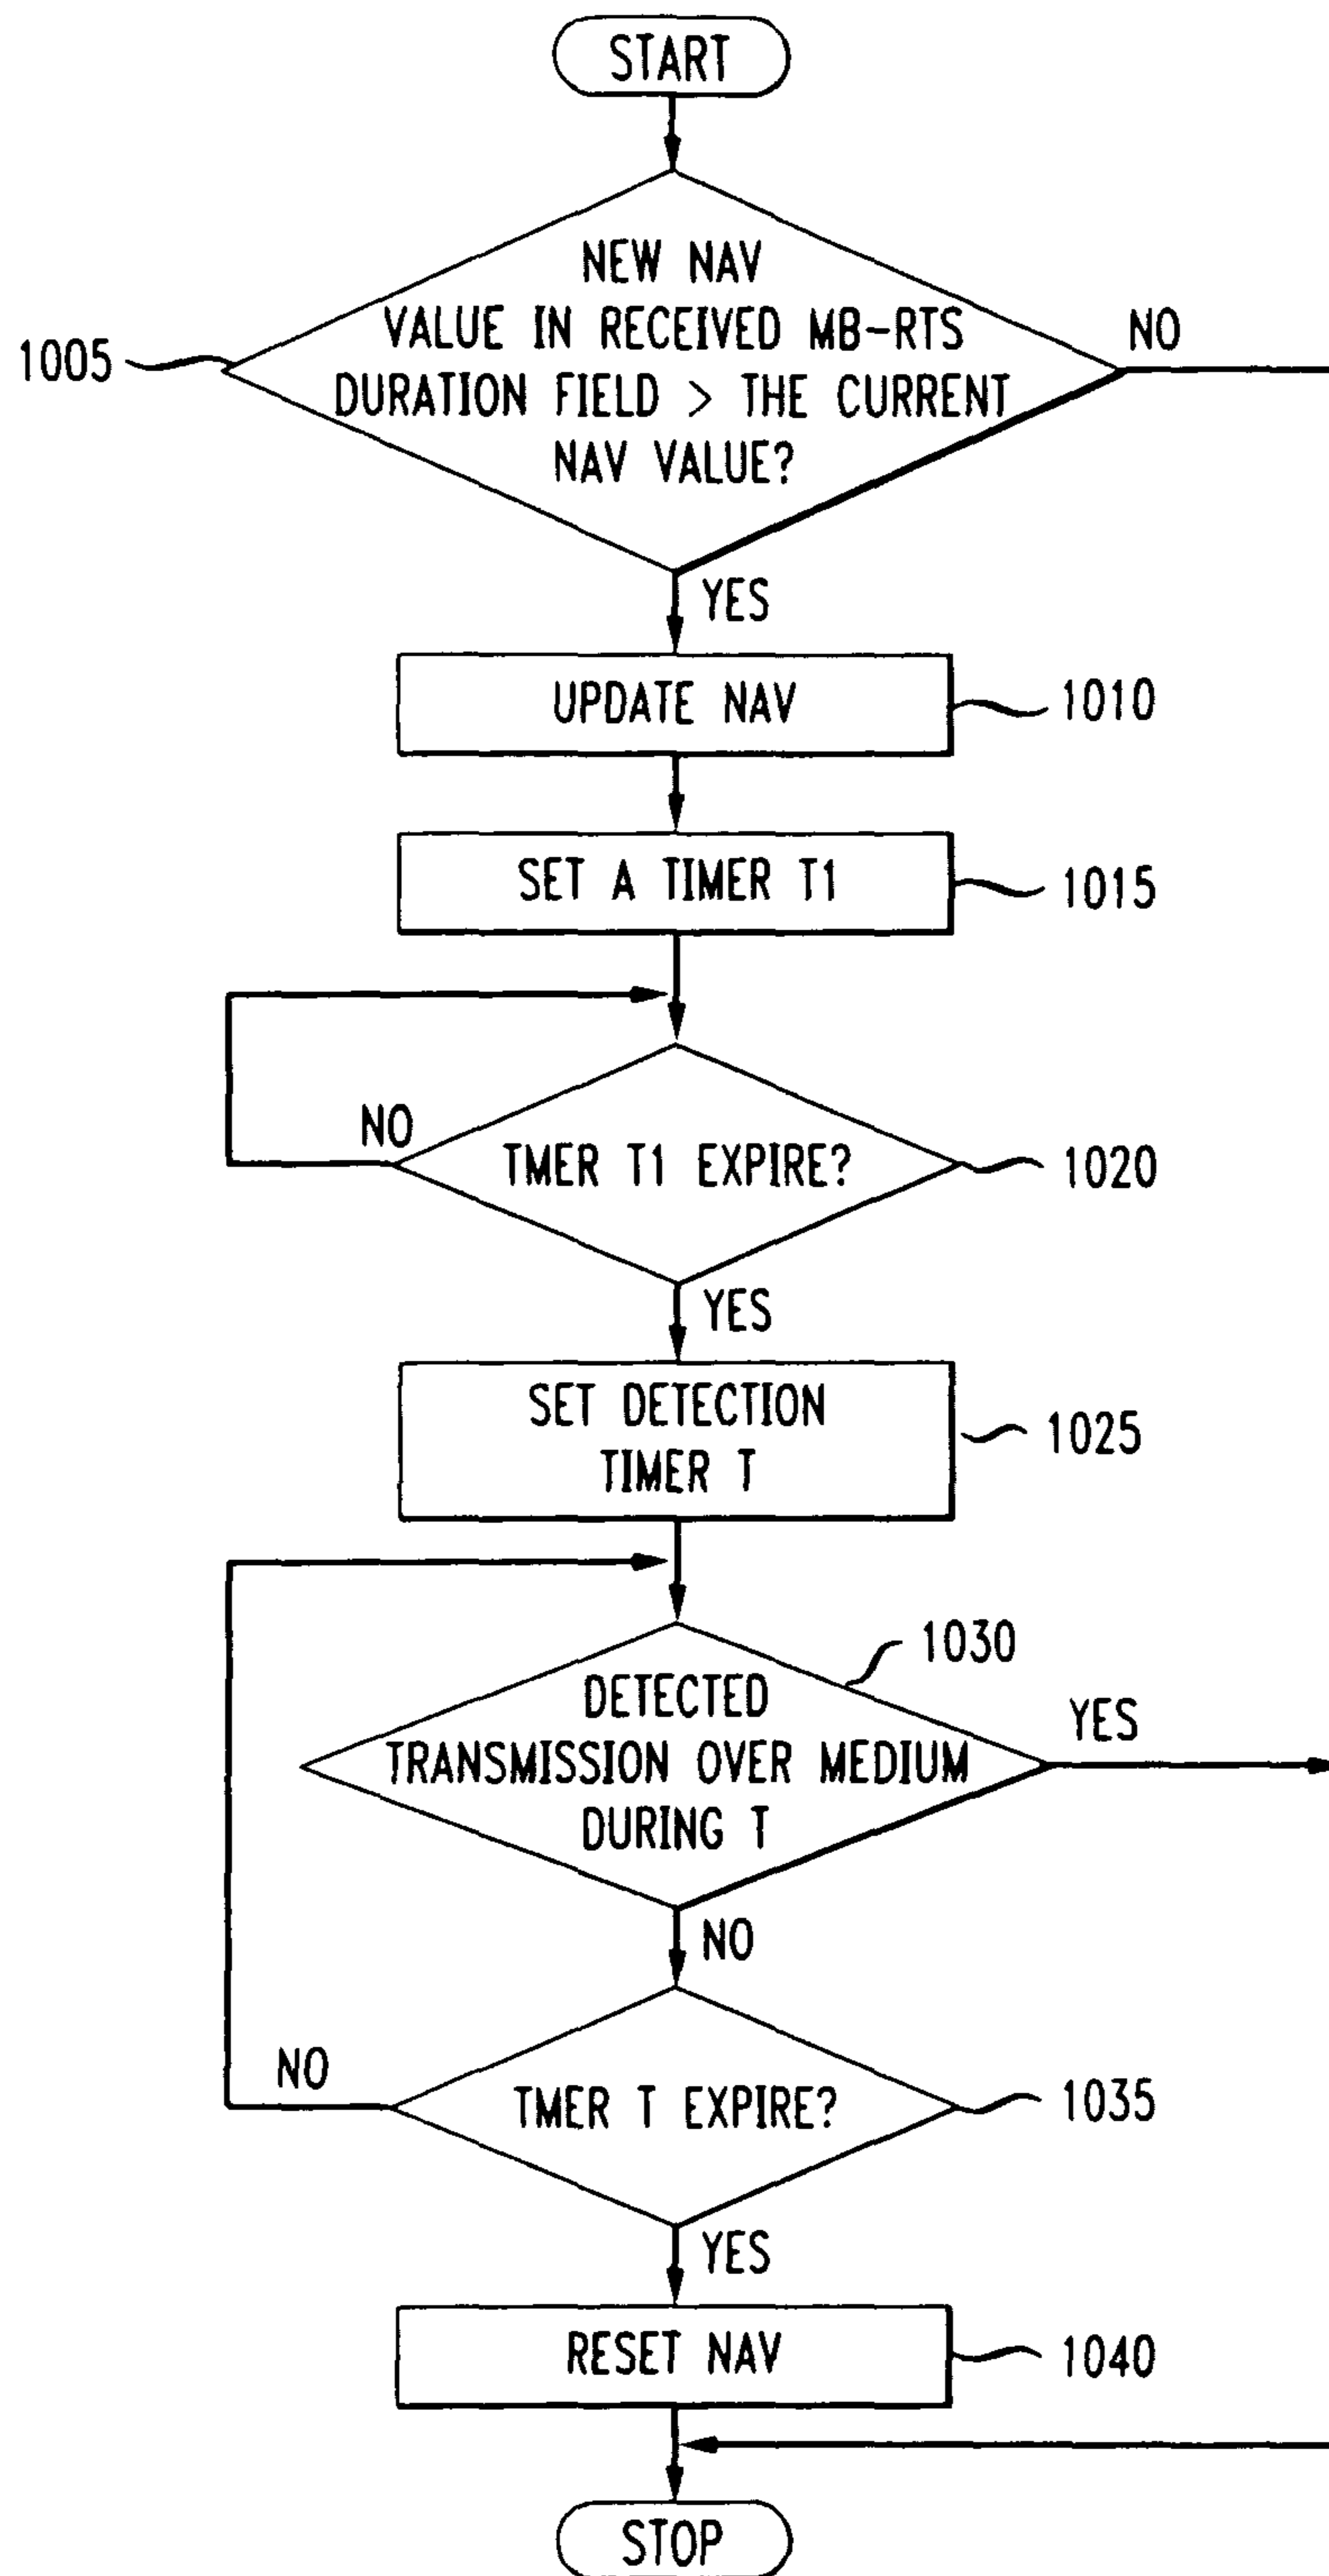 START
NEW NAV
VALUE IN RECEIVED MB-RTS
DURATION FIELD > THE CURRENT
NAV VALUE?
NO
1005
YES
UPDATE NAV
1010
SET A TIMER T1
1015
NO
TMER T1 EXPIRE?
1020
YES
SET DETECTION
TIMER T
1025
1030
DETECTED
TRANSMISSION OVER MEDIUM
DURING T
YES
NO
NO
TMER T EXPIRE?
1035
YES
RESET NAV
1040
STOP